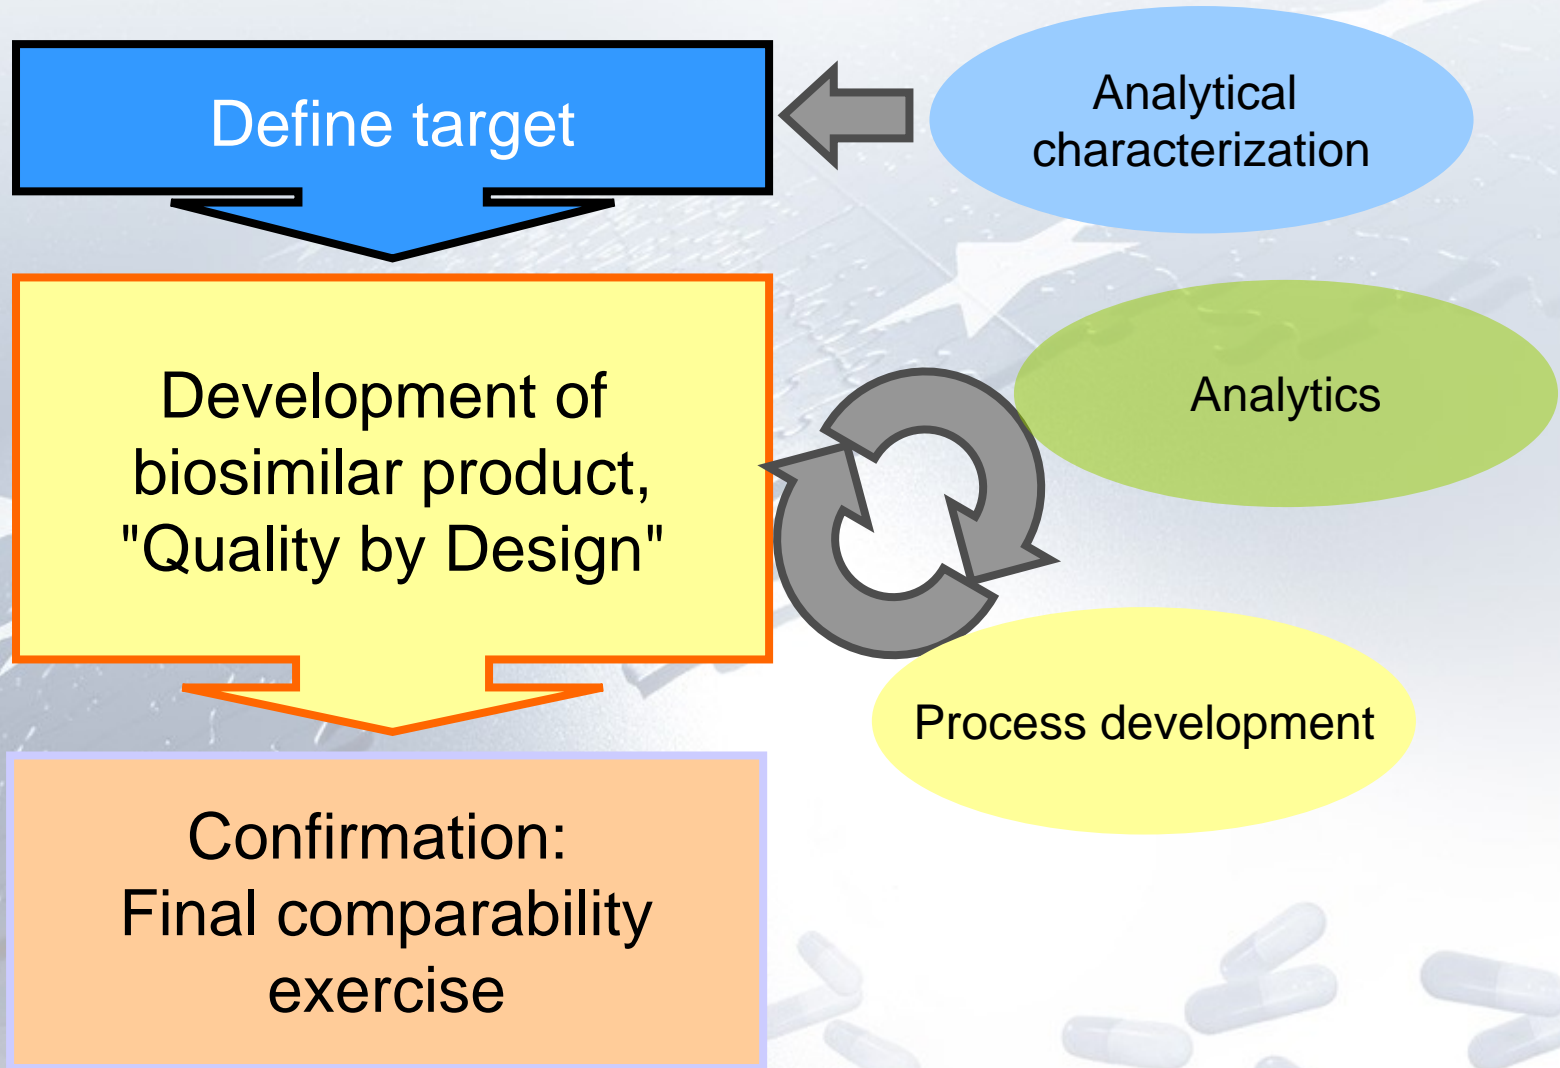 Define target
Analytical
characterization
Development of
biosimilar product,
"Quality by Design"
Analytics
Process development
Confirmation:
Final comparability
exercise